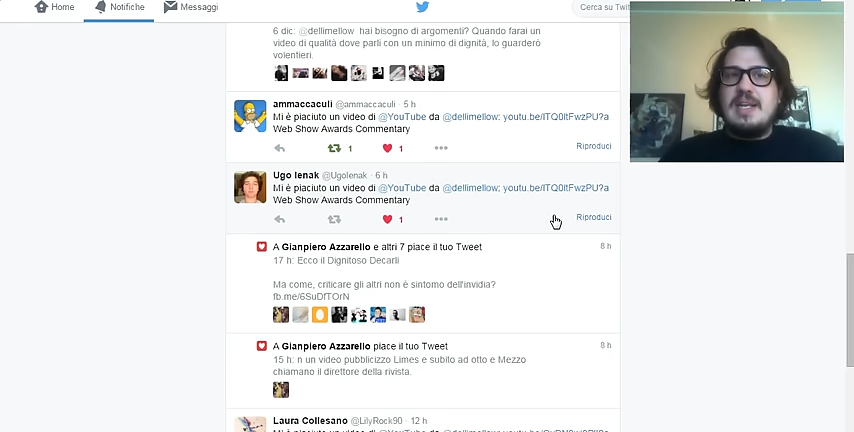 Home
Notifiche
Messaggi
Cerca su Twit
6 dic: @dellimellow hai bisogno di argomenti? Quando farai un
video di qualità dove parli con un minimo di dignità, lo guarderò
volentieri.
ammaccaculi @ammaccaculi · 5 h
Mi è piaciuto un video di @YouTube da @dellimellow: youtu.be/ITQ0ltFwzPU?a
Web Show Awards Commentary
1
1
Riproduci
Ugo Ienak @UgoIenak · 6 h
Mi è piaciuto un video di @YouTube da @dellimellow: youtu.be/ITQ0ltFwzPU?a
Web Show Awards Commentary
1
Riproduci
A Gianpiero Azzarello e altri 7 piace il tuo Tweet
8 h
17 h: Ecco il Dignitoso Decarli
Ma come, criticare gli altri non è sintomo dell'invidia?
fb.me/6SuDfTOrN
A Gianpiero Azzarello piace il tuo Tweet
8 h
15 h: n un video pubblicizzo Limes e subito ad otto e Mezzo
chiamano il direttore della rivista.
Laura Collesano @LilyRock90 · 12 h